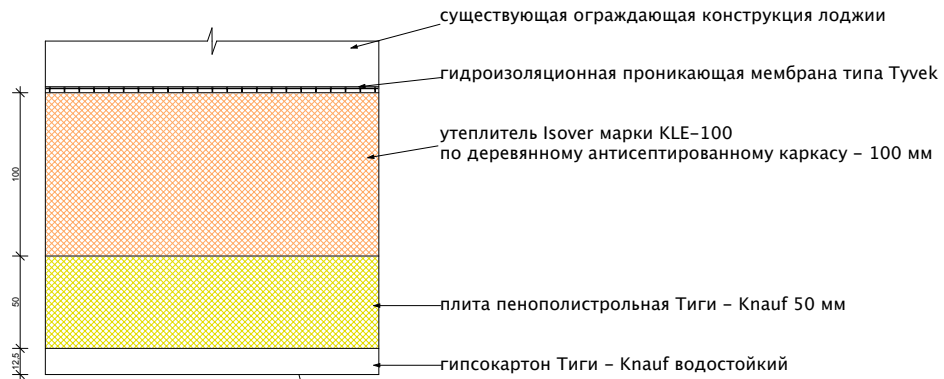 существующая ограждающая конструкция лоджии
гидроизоляционная проникающая мембрана типа Tyvek
утеплитель Isover марки KLE-100
по деревянному антисептированному каркасу - 100 мм
100
плита пенополистрольная Тиги - Knauf 50 мм
50
гипсокартон Тиги - Knauf водостойкий
12.5